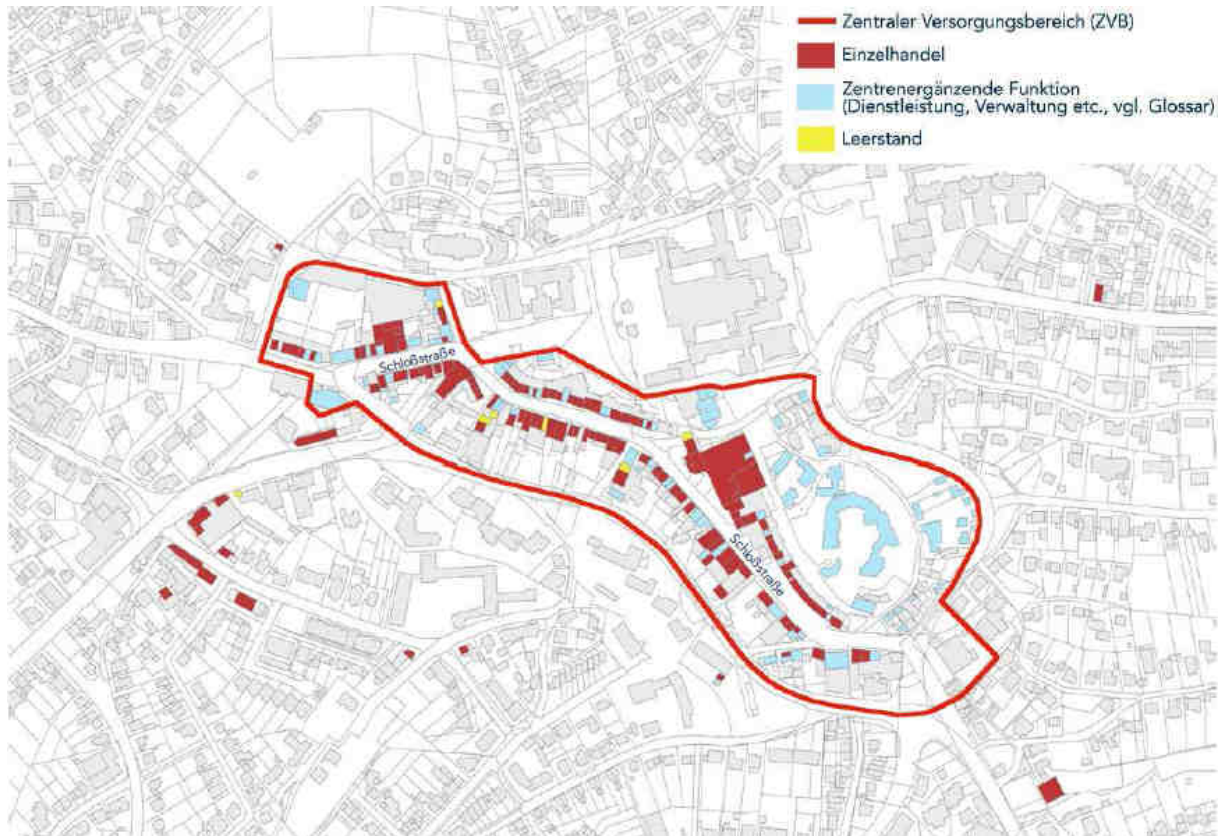 Zentraler Versorgungsbereich (ZVB)
Einzelhandel
Zentrenergänzende Funktion
(Dienstleistung, Verwaltung etc., vgl. Glossar)
Leerstand
Schloßstraße
Schloßstraße